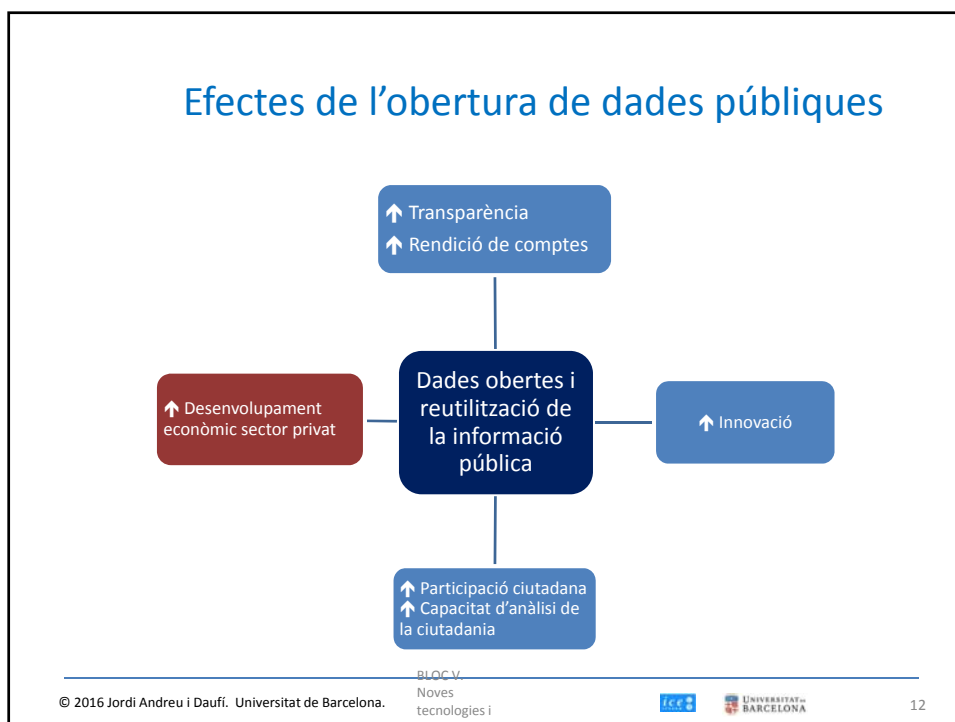 Efectes de l'obertura de dades públiques
↑ Transparència
↑ Rendició de comptes
Dades obertes i
reutilització de
la informació
pública
↑ Desenvolupament
econòmic sector privat
↑ Innovació
↑ Participació ciutadana
↑ Capacitat d'anàlisi de
la ciutadania
© 2016 Jordi Andreu i Daufí. Universitat de Barcelona.
BLOC V.
Noves
tecnologies i
ice
UNIVERSITAT DE
BARCELONA
12